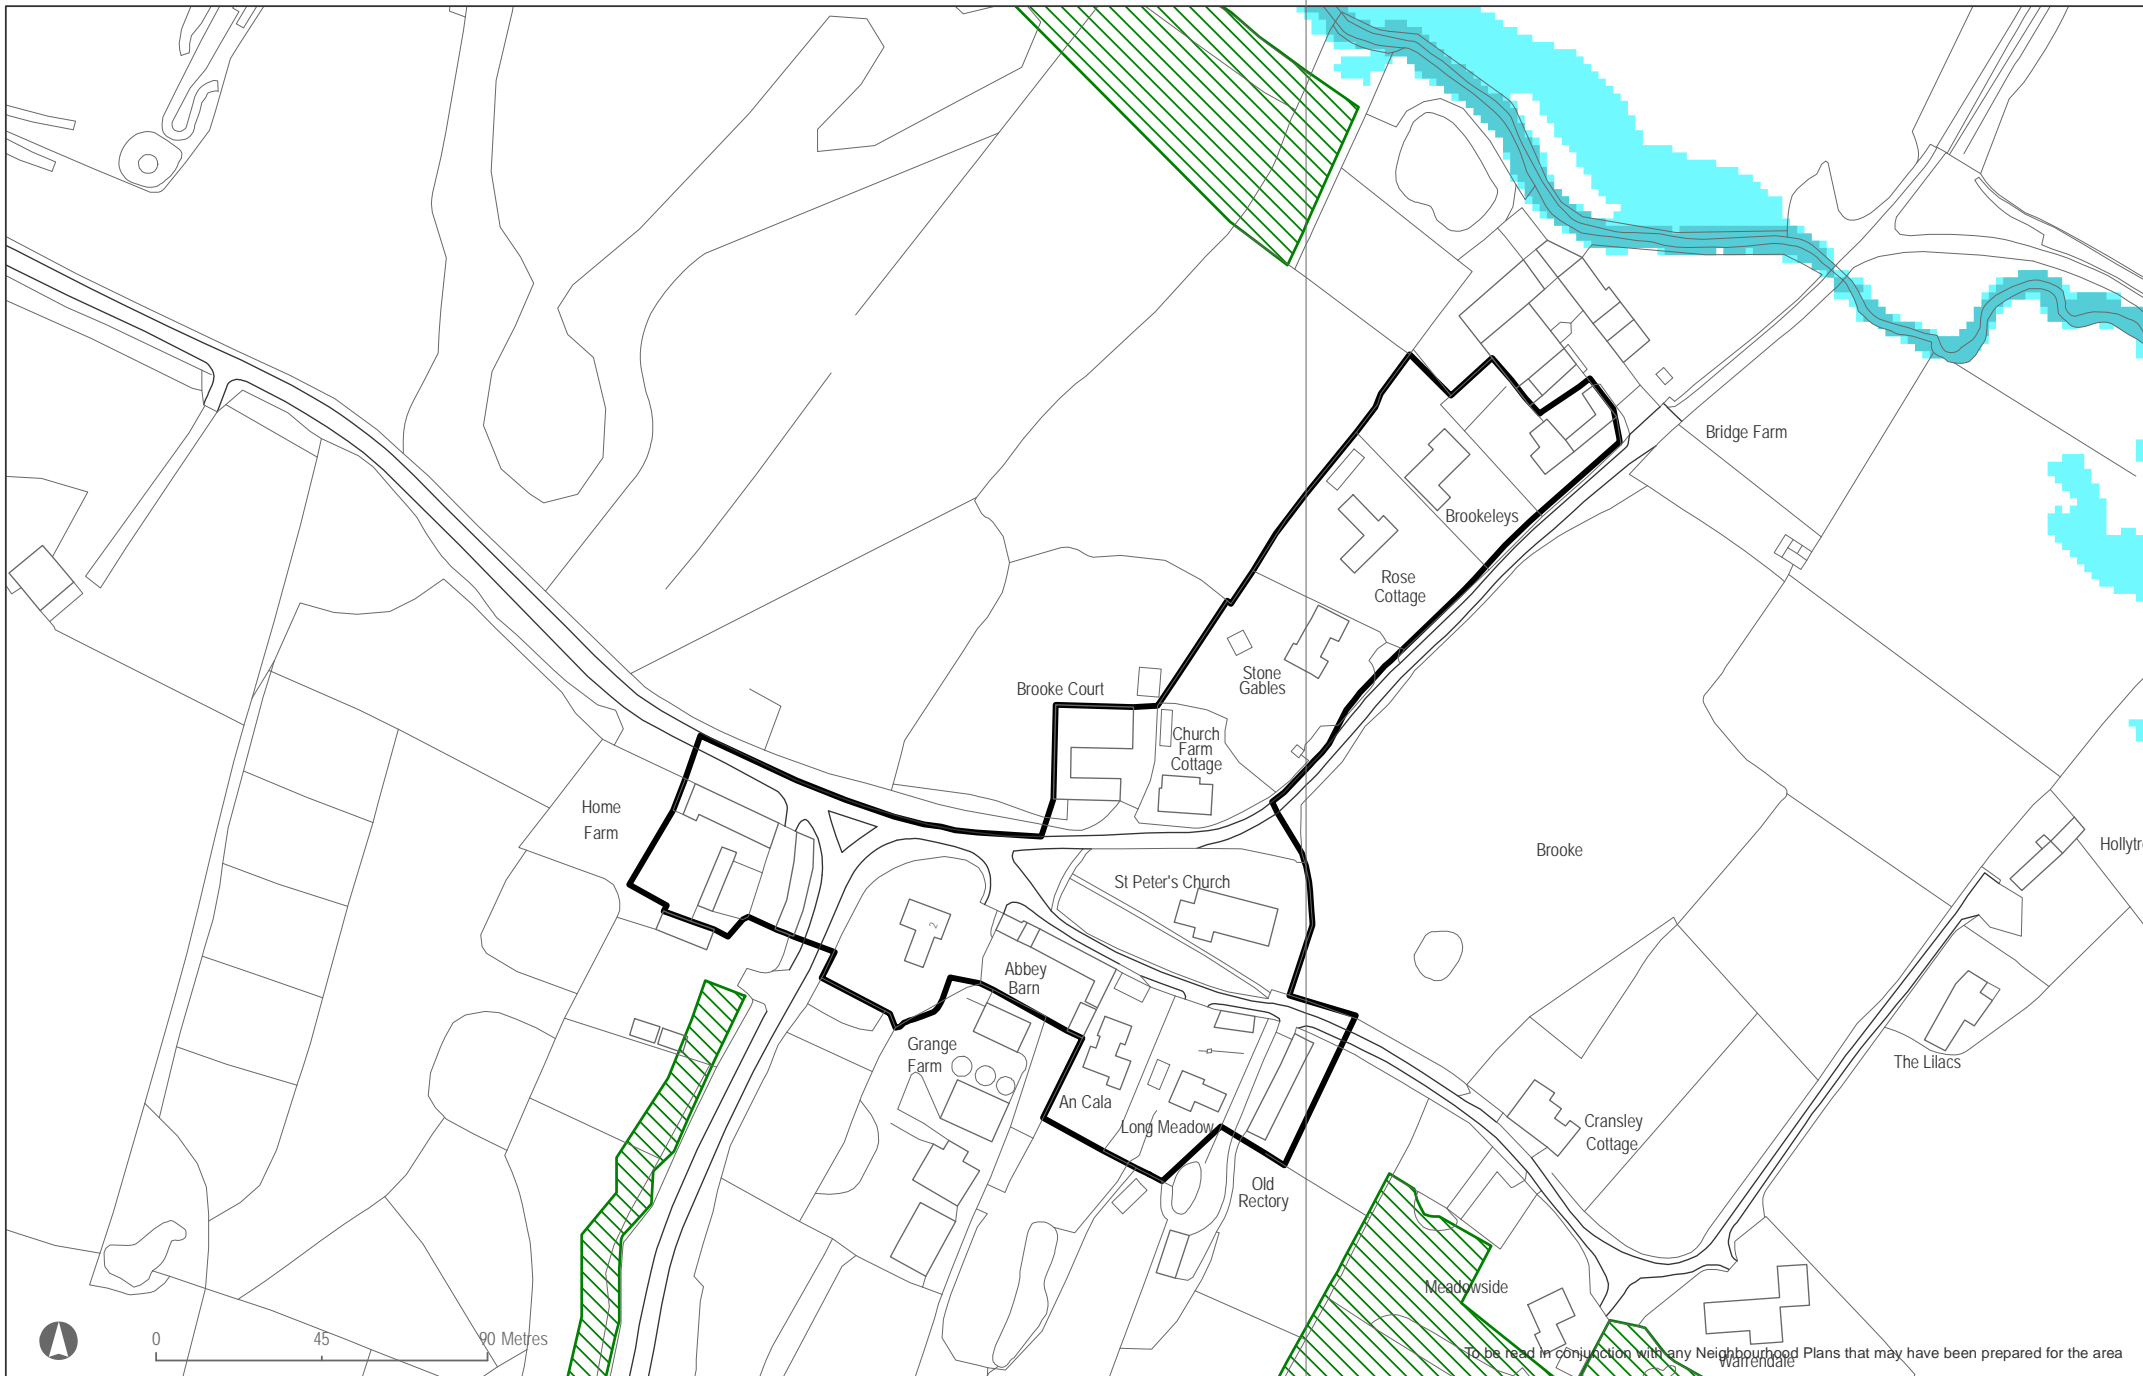 Bridge Farm
Brookeleys
Rose
Cottage
Stone
Gables
Brooke Court
Church
Farm
Cottage
Home
Farm
Brooke
Hollytr
St Peter's Church
2
Abbey
Barn
Grange
Farm
The Lilacs
An Cala
Long Meadow
Cransley
Cottage
Old
Rectory
Meadowside
0 45 90 Metres
To be read in conjunction with any Neighbourhood Plans that may have been prepared for the area
Warrendale